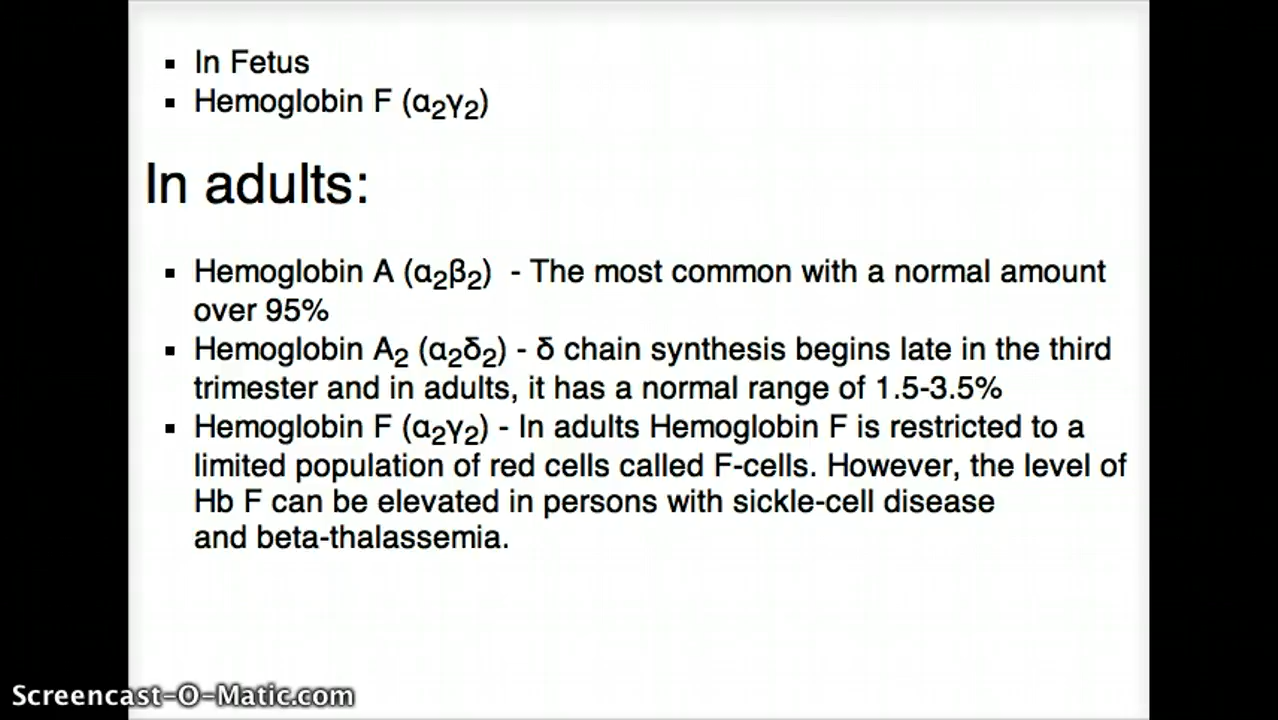 ▪ In Fetus
▪ Hemoglobin F (α₂γ₂)
In adults:
▪ Hemoglobin A (α₂β₂)  - The most common with a normal amount
over 95%
▪ Hemoglobin A₂ (α₂δ₂) - δ chain synthesis begins late in the third
trimester and in adults, it has a normal range of 1.5-3.5%
▪ Hemoglobin F (α₂γ₂) - In adults Hemoglobin F is restricted to a
limited population of red cells called F-cells. However, the level of
Hb F can be elevated in persons with sickle-cell disease
and beta-thalassemia.
Screencast-O-Matic.com